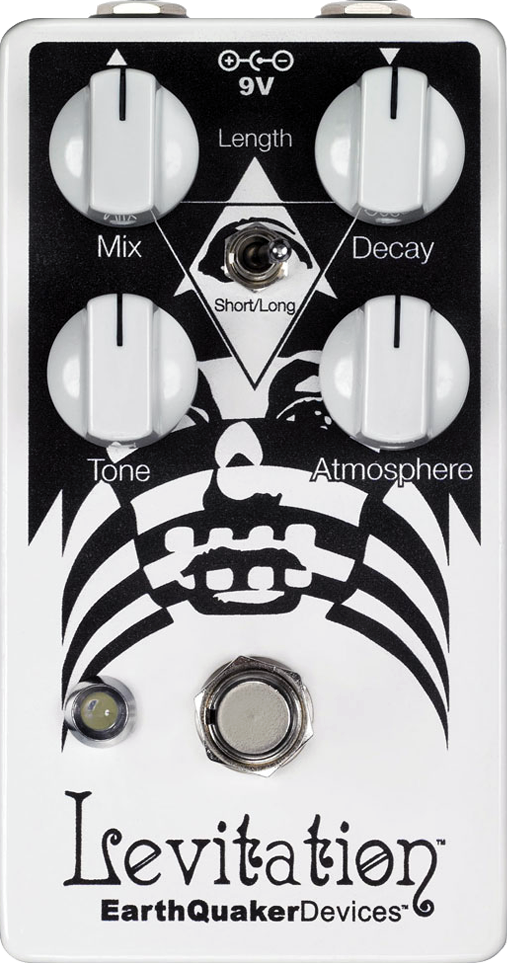 9V
Length
Mix
Decay
Short/Long
Tone
Atmosphere
Levitation™
EarthQuakerDevices™